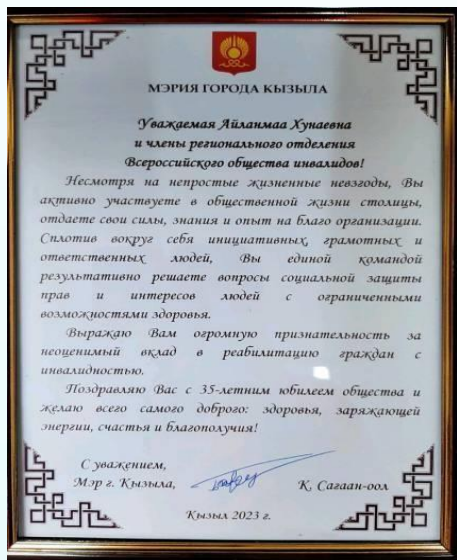 МЭРИЯ ГОРОДА КЫЗЫЛА
Уважаемая Айланмаа Хунаевна
и члены регионального отделения
Всероссийского общества инвалидов!
Несмотря на непростые жизненные невзгоды, Вы
активно участвуете в общественной жизни столицы,
отдаете свои силы, знания и опыт на благо организации.
Сплотив вокруг себя инициативных, грамотных и
ответственных людей, Вы единой командой
результативно решаете вопросы социальной защиты
прав и интересов людей с ограниченными
возможностями здоровья.
Выражаю Вам огромную признательность за
неоценимый вклад в реабилитацию граждан с
инвалидностью.
Поздравляю Вас с 35-летним юбилеем общества и
желаю всего самого доброго: здоровья, заряжающей
энергии, счастья и благополучия!
С уважением,
Мэр г. Кызыла, К. Сагаан-оол
Кызыл 2023 г.